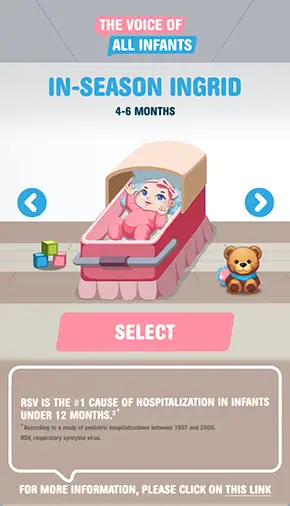 THE VOICE OF
ALL INFANTS
IN-SEASON INGRID
4-6 MONTHS
SELECT
RSV IS THE #1 CAUSE OF HOSPITALIZATION IN INFANTS
UNDER 12 MONTHS.²*
*According to a study of pediatric hospitalizations between 1997 and 2000.
RSV, respiratory syncytial virus.
FOR MORE INFORMATION, PLEASE CLICK ON THIS LINK